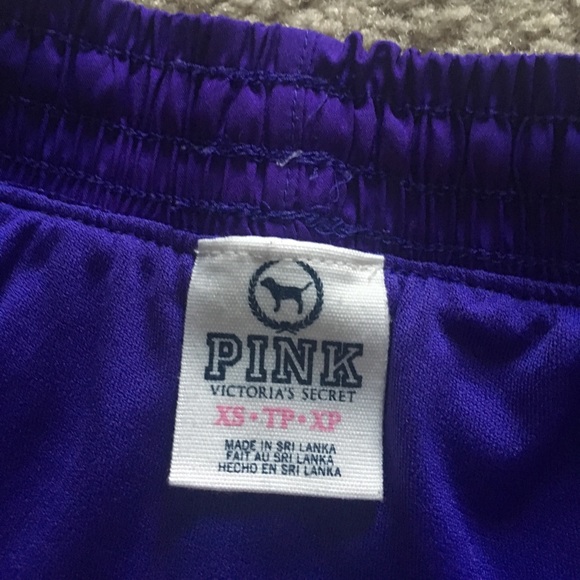 PINK
VICTORIA'S SECRET
XS • TP • XP
MADE IN SRI LANKA
FAIT AU SRI LANKA
HECHO EN SRI LANKA